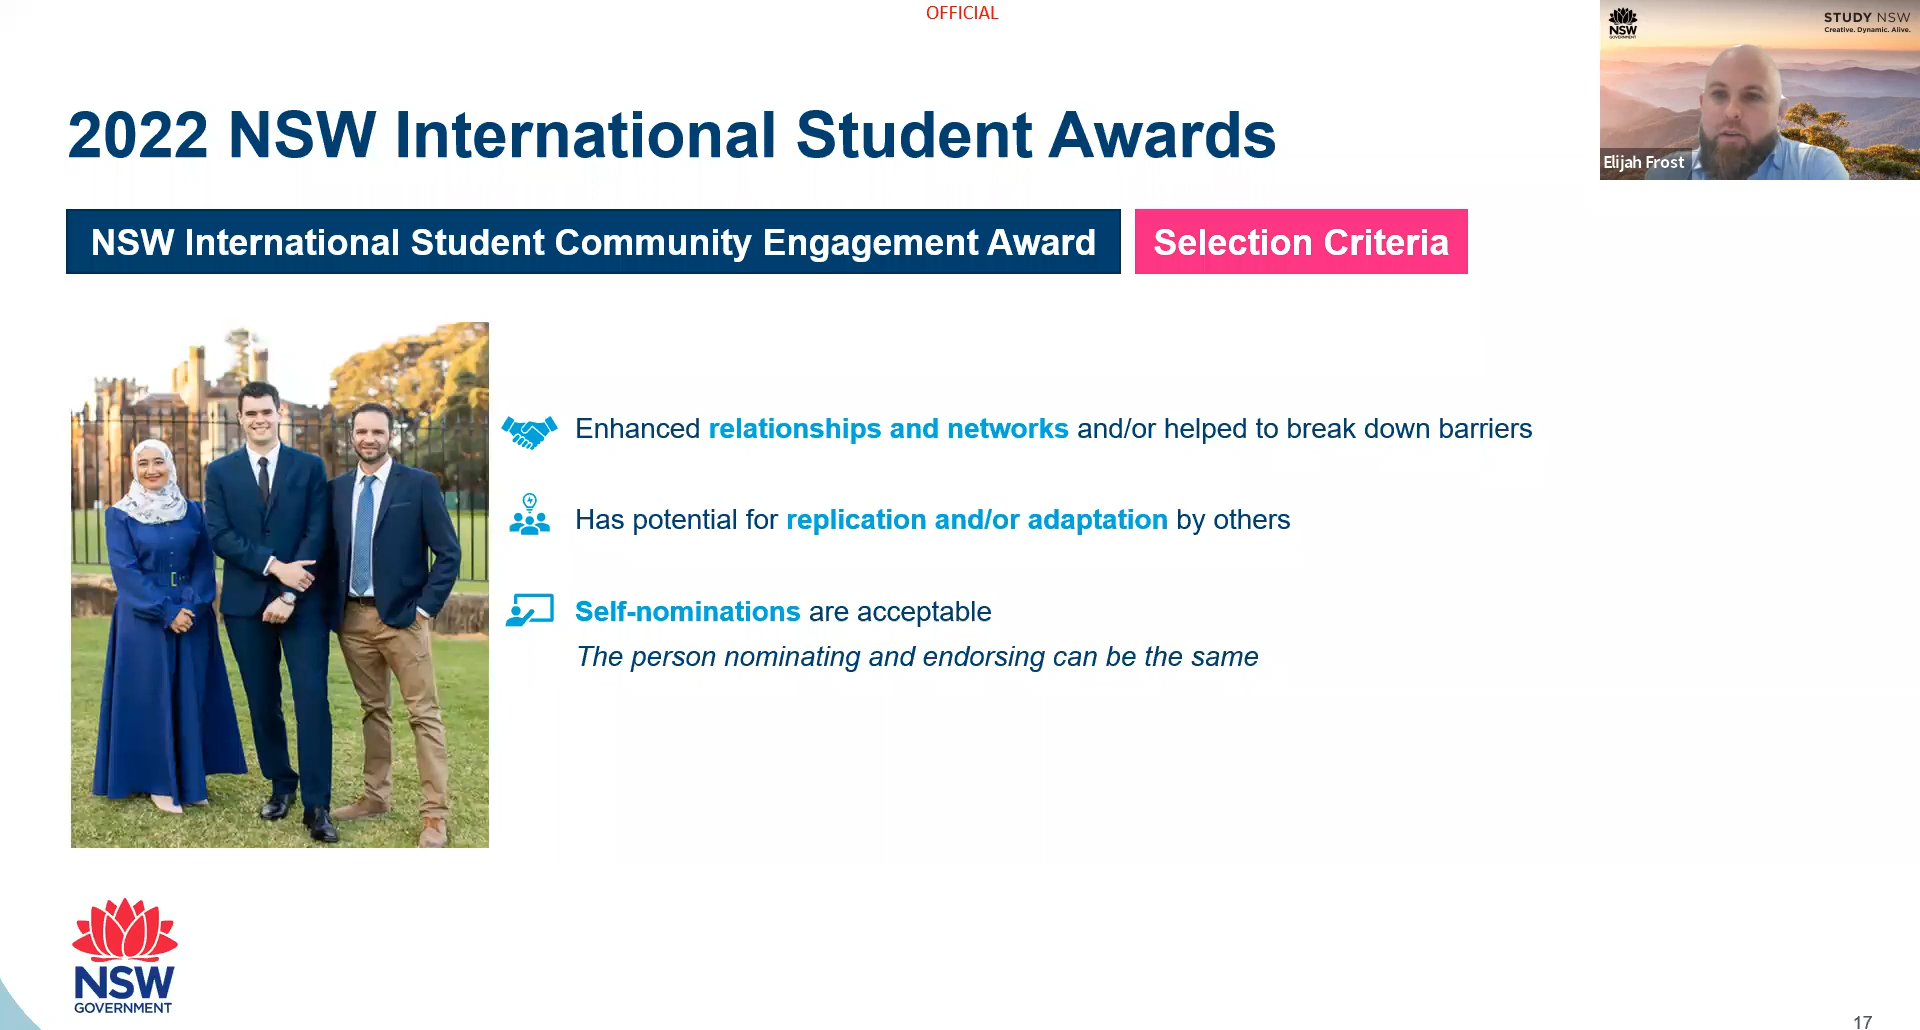 OFFICIAL
NSW
GOVERNMENT
STUDY NSW
Creative. Dynamic. Alive.
Elijah Frost
2022 NSW International Student Awards
NSW International Student Community Engagement Award
Selection Criteria
Enhanced relationships and networks and/or helped to break down barriers
Has potential for replication and/or adaptation by others
Self-nominations are acceptable
The person nominating and endorsing can be the same
NSW
GOVERNMENT
17